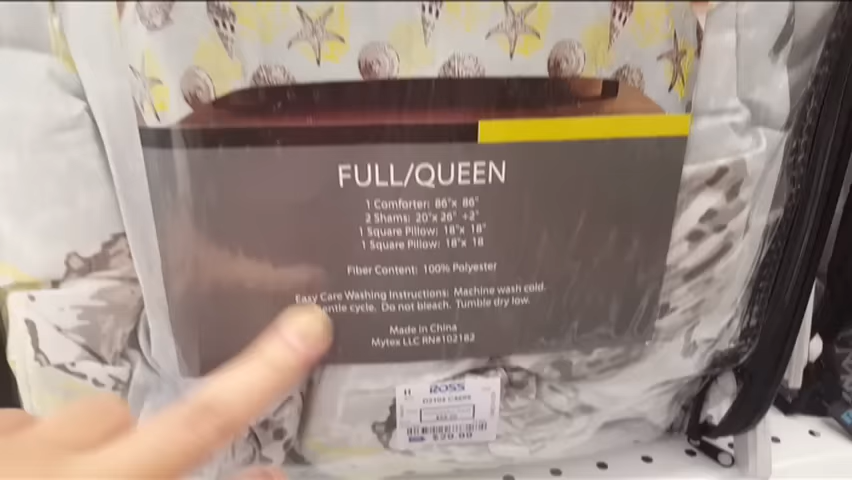 FULL/QUEEN
1 Comforter: 86"x 86"
2 Shams: 20"x 26" +2"
1 Square Pillow: 18"x 18"
1 Square Pillow: 18"x 18
Fiber Content: 100% Polyester
Easy Care Washing Instructions: Machine wash cold.
cycle. Do not bleach. Tumble dry low.
Made in China
Mytex LLC RN#102182
ROSS
$29.99